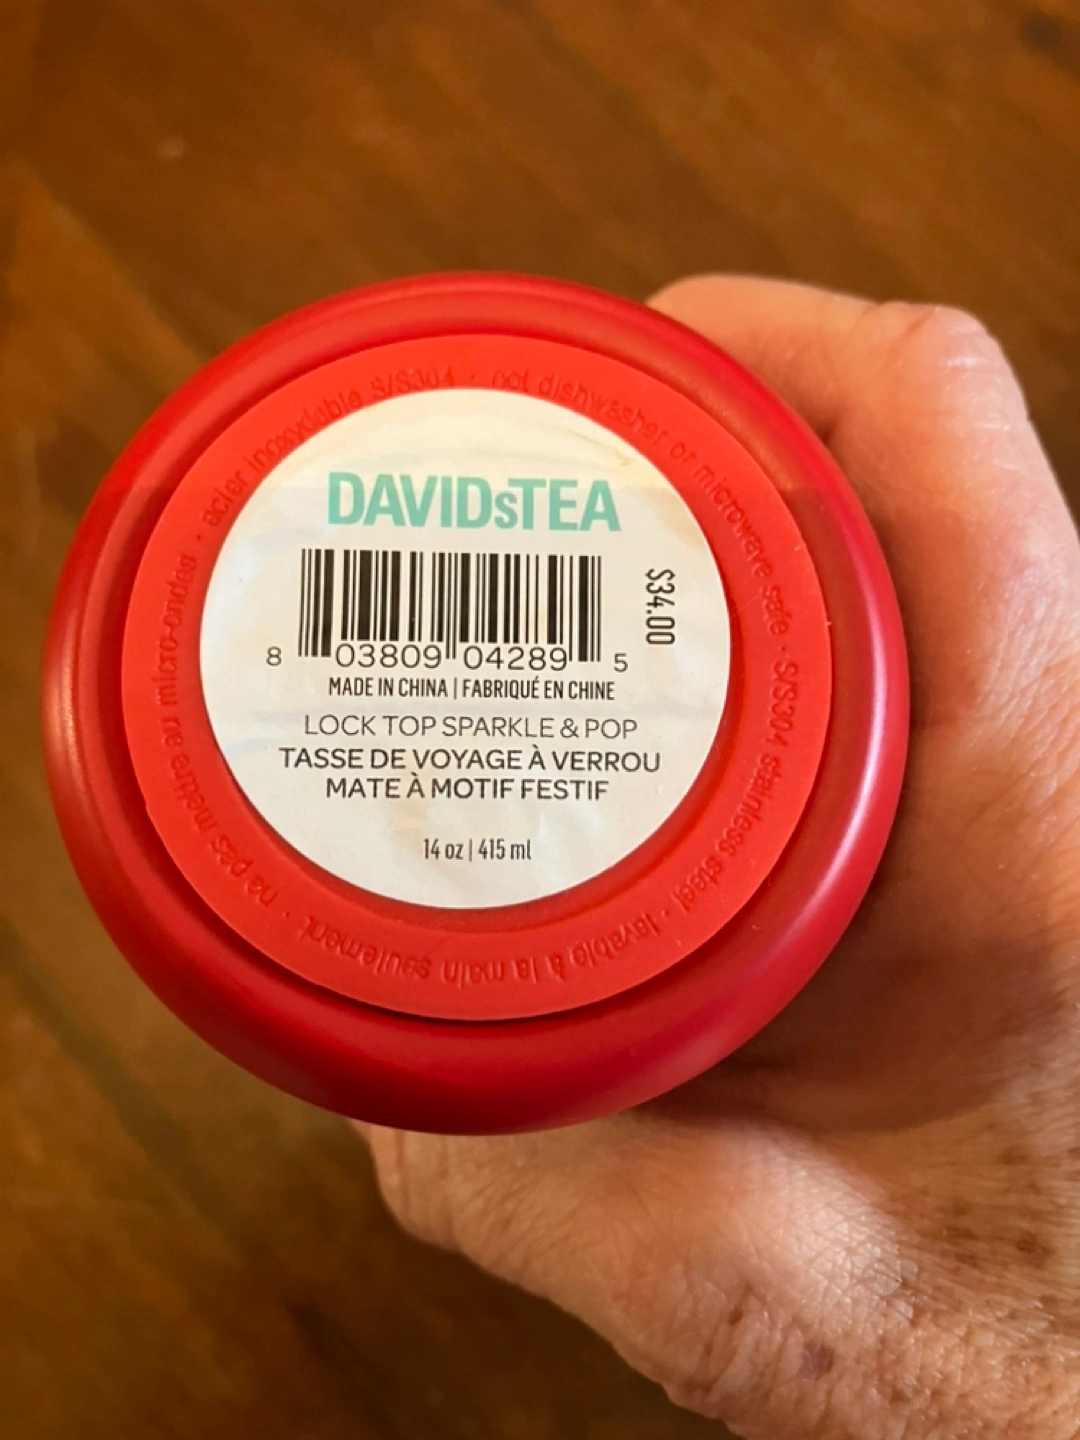 DAVIDsTEA
$34.00
8 03809 04289 5
MADE IN CHINA | FABRIQUÉ EN CHINE
LOCK TOP SPARKLE & POP
TASSE DE VOYAGE À VERROU
MATE À MOTIF FESTIF
14 oz | 415 ml
not dishwasher or microwave safe · S/S304 stainless steel · lavable à la main seulement · ne pas mettre au micro-ondes · acier inoxydable S/S304 ·